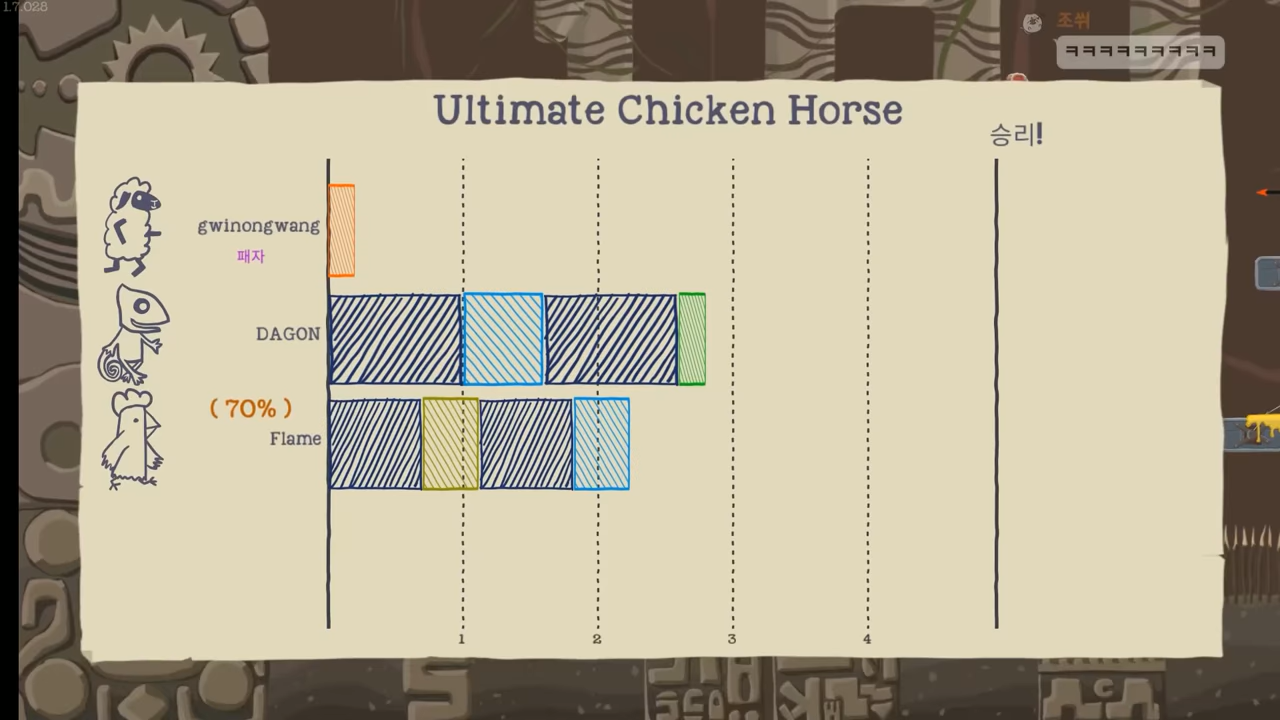 1.7.028
조쒸
ㅋㅋㅋㅋㅋㅋㅋㅋㅋ
Ultimate Chicken Horse
승리!
gwinongwang
패자
DAGON
( 70% )
Flame
1 2 3 4